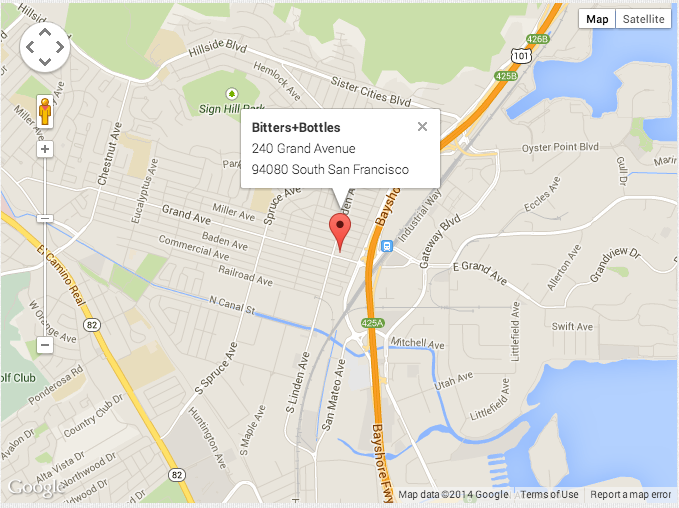 Map
Satellite
426B
101
425B
Hillside Blvd
Hemlock Ave
Sister Cities Blvd
Sign Hill Park
Miller Ave
Chestnut Ave
Eucalyptus Ave
Bitters+Bottles
240 Grand Avenue
94080 South San Francisco
Oyster Point Blvd
Gull Dr
Eccles Ave
Spruce Ave
Miller Ave
Grand Ave
Baden Ave
Commercial Ave
Railroad Ave
N Canal St
Bayshore
Industrial Way
Gateway Blvd
E Grand Ave
Allerton Ave
Grandview Dr
El Camino Real
W Orange Ave
82
425A
Mitchell Ave
Littlefield Ave
Swift Ave
Utah Ave
Littlefield Ave
S Spruce Ave
S Linden Ave
San Mateo Ave
S Maple Ave
Huntington Ave
olf Club
Ponderosa Rd
Country Club Dr
Avalon Dr
Alta Vista Dr
Northwood Dr
ldwood Dr
82
Bayshore Fwy
Google
Map data ©2014 Google
Terms of Use
Report a map error